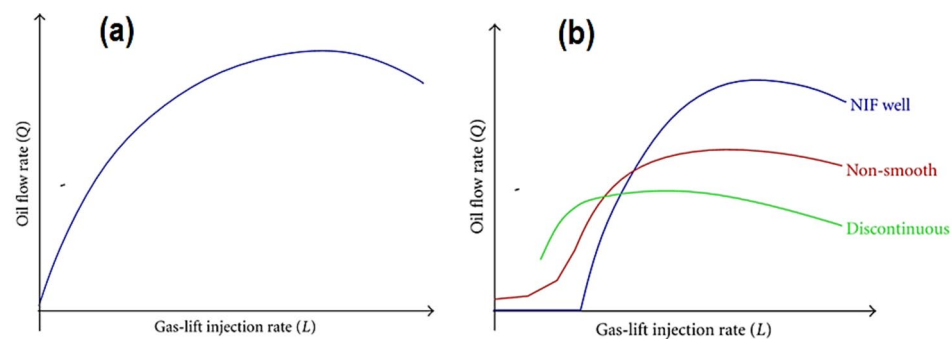 (a)
Oil flow rate (Q)
Gas-lift injection rate (L)
(b)
Oil flow rate (Q)
NIF well
Non-smooth
Discontinuous
Gas-lift injection rate (L)